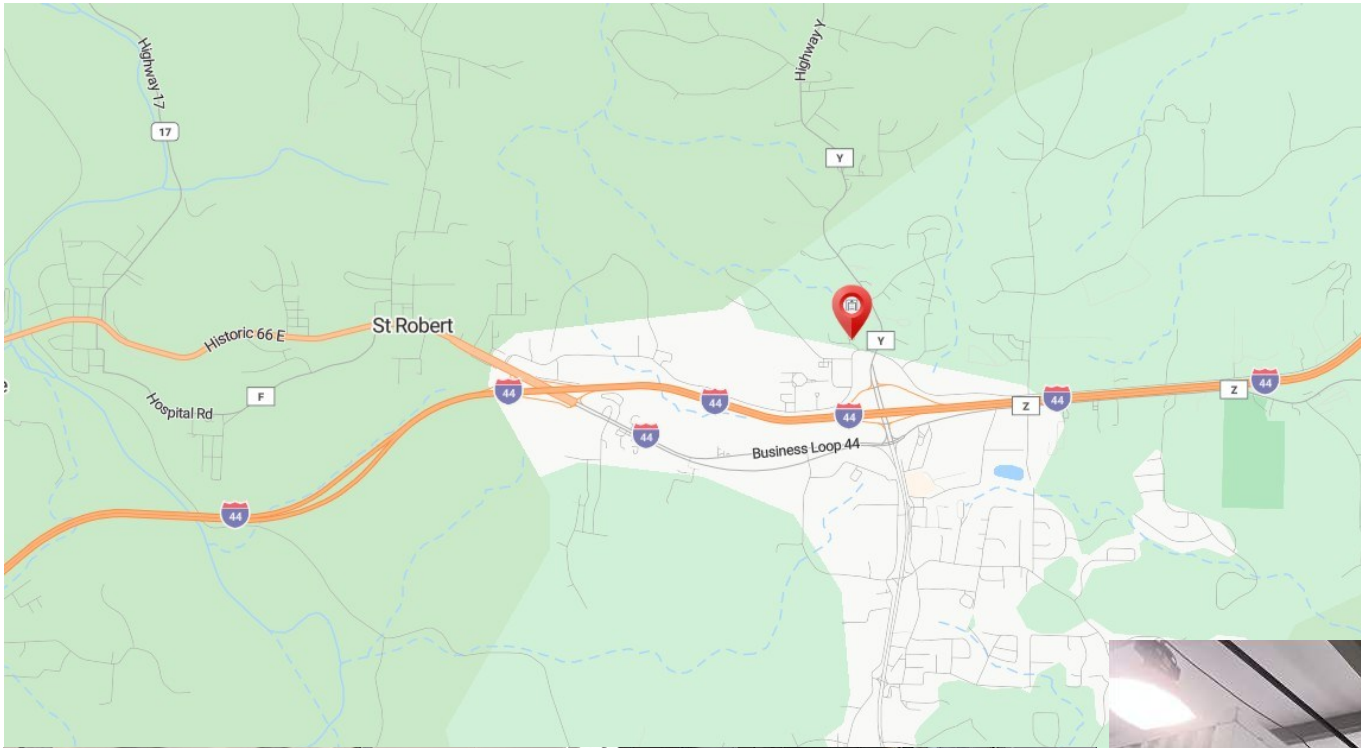 Highway 17
Highway Y
17
Y
St Robert
Historic 66 E
Y
e
F
Hospital Rd
44
44
44
Z
44
Z
44
44
Business Loop 44
44